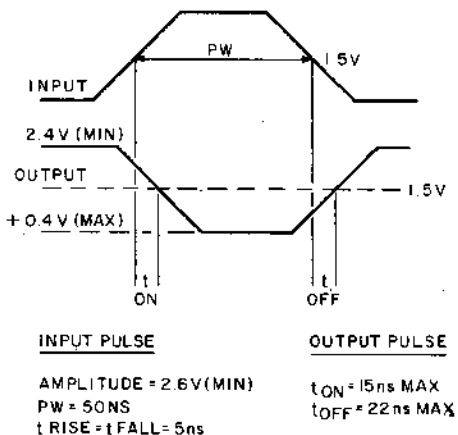 PW
1.5V
INPUT
2.4V (MIN)
OUTPUT
1.5V
+0.4V (MAX)
t ON
t OFF
INPUT PULSE
AMPLITUDE = 2.6V (MIN)
PW = 50NS
t RISE = t FALL = 5ns
OUTPUT PULSE
tON = 15ns MAX
tOFF = 22ns MAX